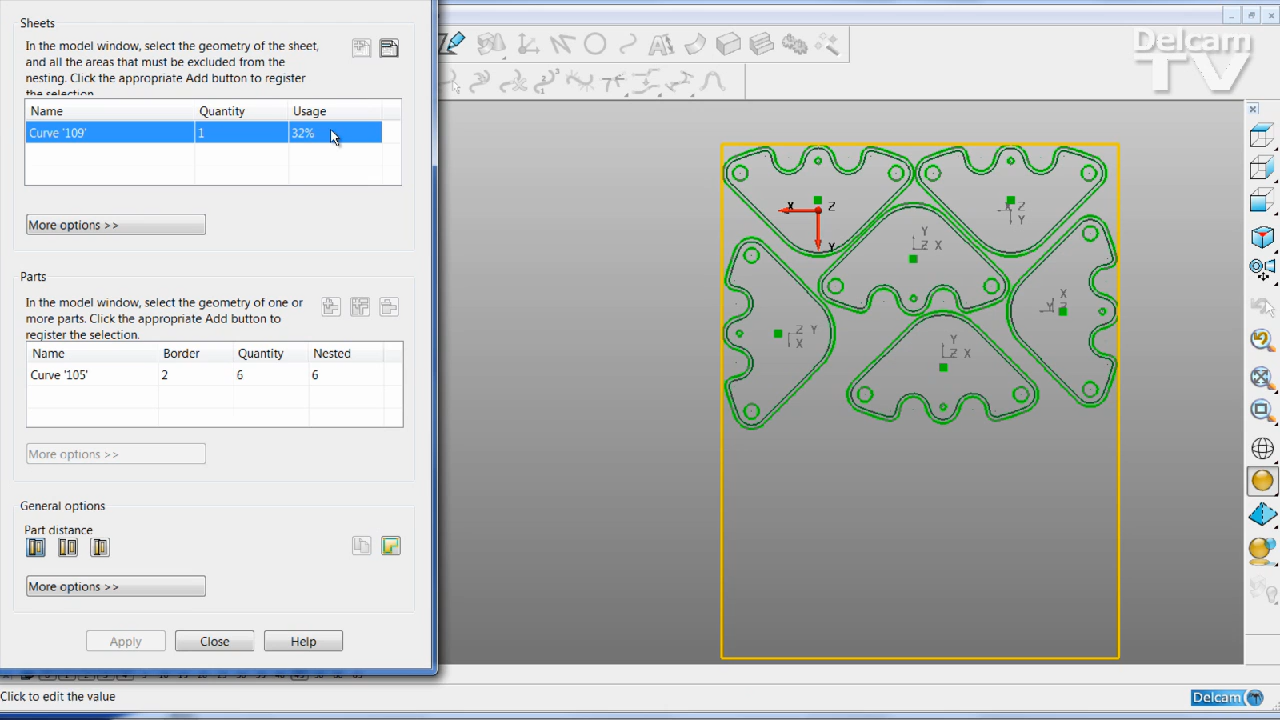 Sheets
In the model window, select the geometry of the sheet,
and all the areas that must be excluded from the
nesting. Click the appropriate Add button to register
the selection.
Name Quantity Usage
Curve '109' 1 32%
More options >>
Parts
In the model window, select the geometry of one or
more parts. Click the appropriate Add button to
register the selection.
Name Border Quantity Nested
Curve '105' 2 6 6
More options >>
General options
Part distance
More options >>
Apply Close Help
Click to edit the value
Delcam
TV
X Z
Y
X Z
Y
Y
Z X
Z Y
X
X
Y Z
Y
Z X
Delcam